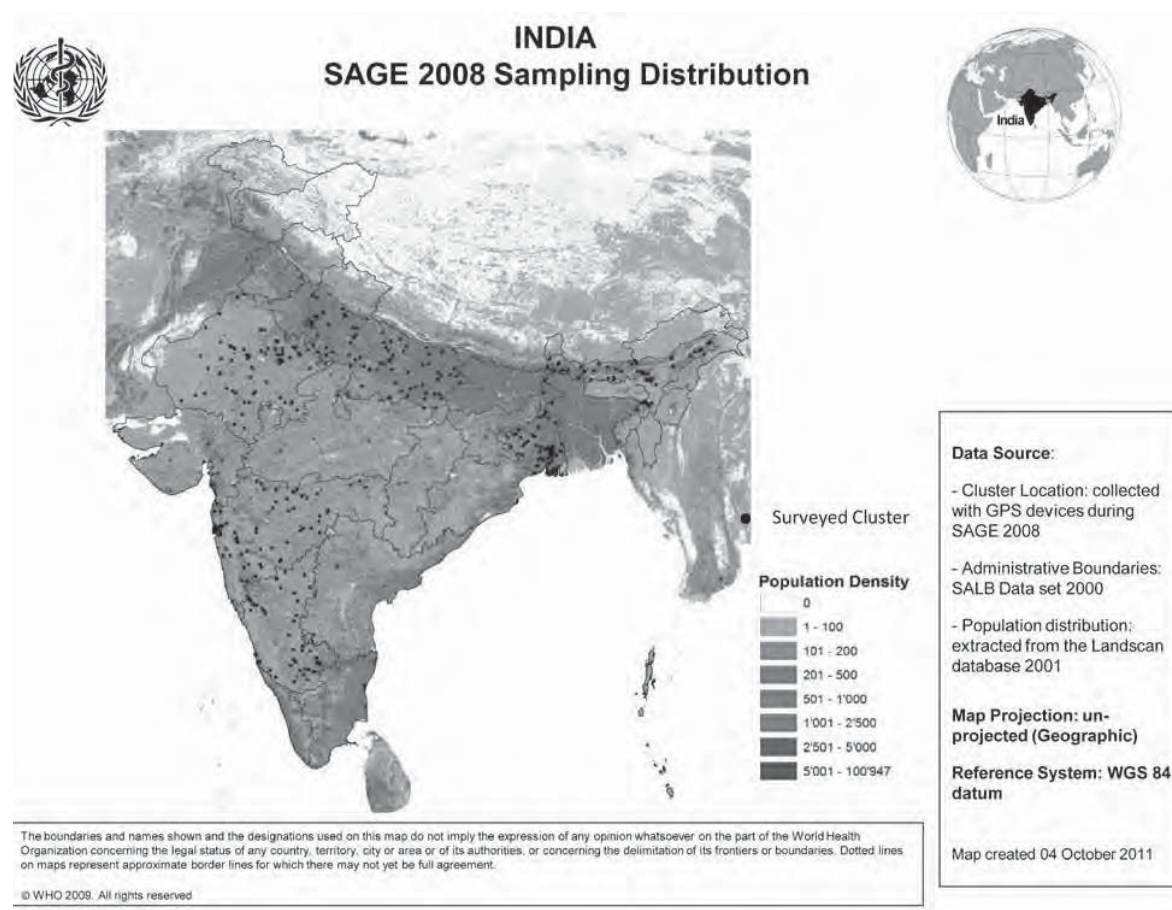 INDIA
SAGE 2008 Sampling Distribution
India
Surveyed Cluster
Population Density
0
1 - 100
101 - 200
201 - 500
501 - 1'000
1'001 - 2'500
2'501 - 5'000
5'001 - 100'947
Data Source:
- Cluster Location: collected
with GPS devices during
SAGE 2008
- Administrative Boundaries:
SALB Data set 2000
- Population distribution:
extracted from the Landscan
database 2001
Map Projection: un-
projected (Geographic)
Reference System: WGS 84
datum
Map created 04 October 2011
The boundaries and names shown and the designations used on this map do not imply the expression of any opinion whatsoever on the part of the World Health
Organization concerning the legal status of any country, territory, city or area or of its authorities, or concerning the delimitation of its frontiers or boundaries. Dotted lines
on maps represent approximate border lines for which there may not yet be full agreement.
© WHO 2009. All rights reserved